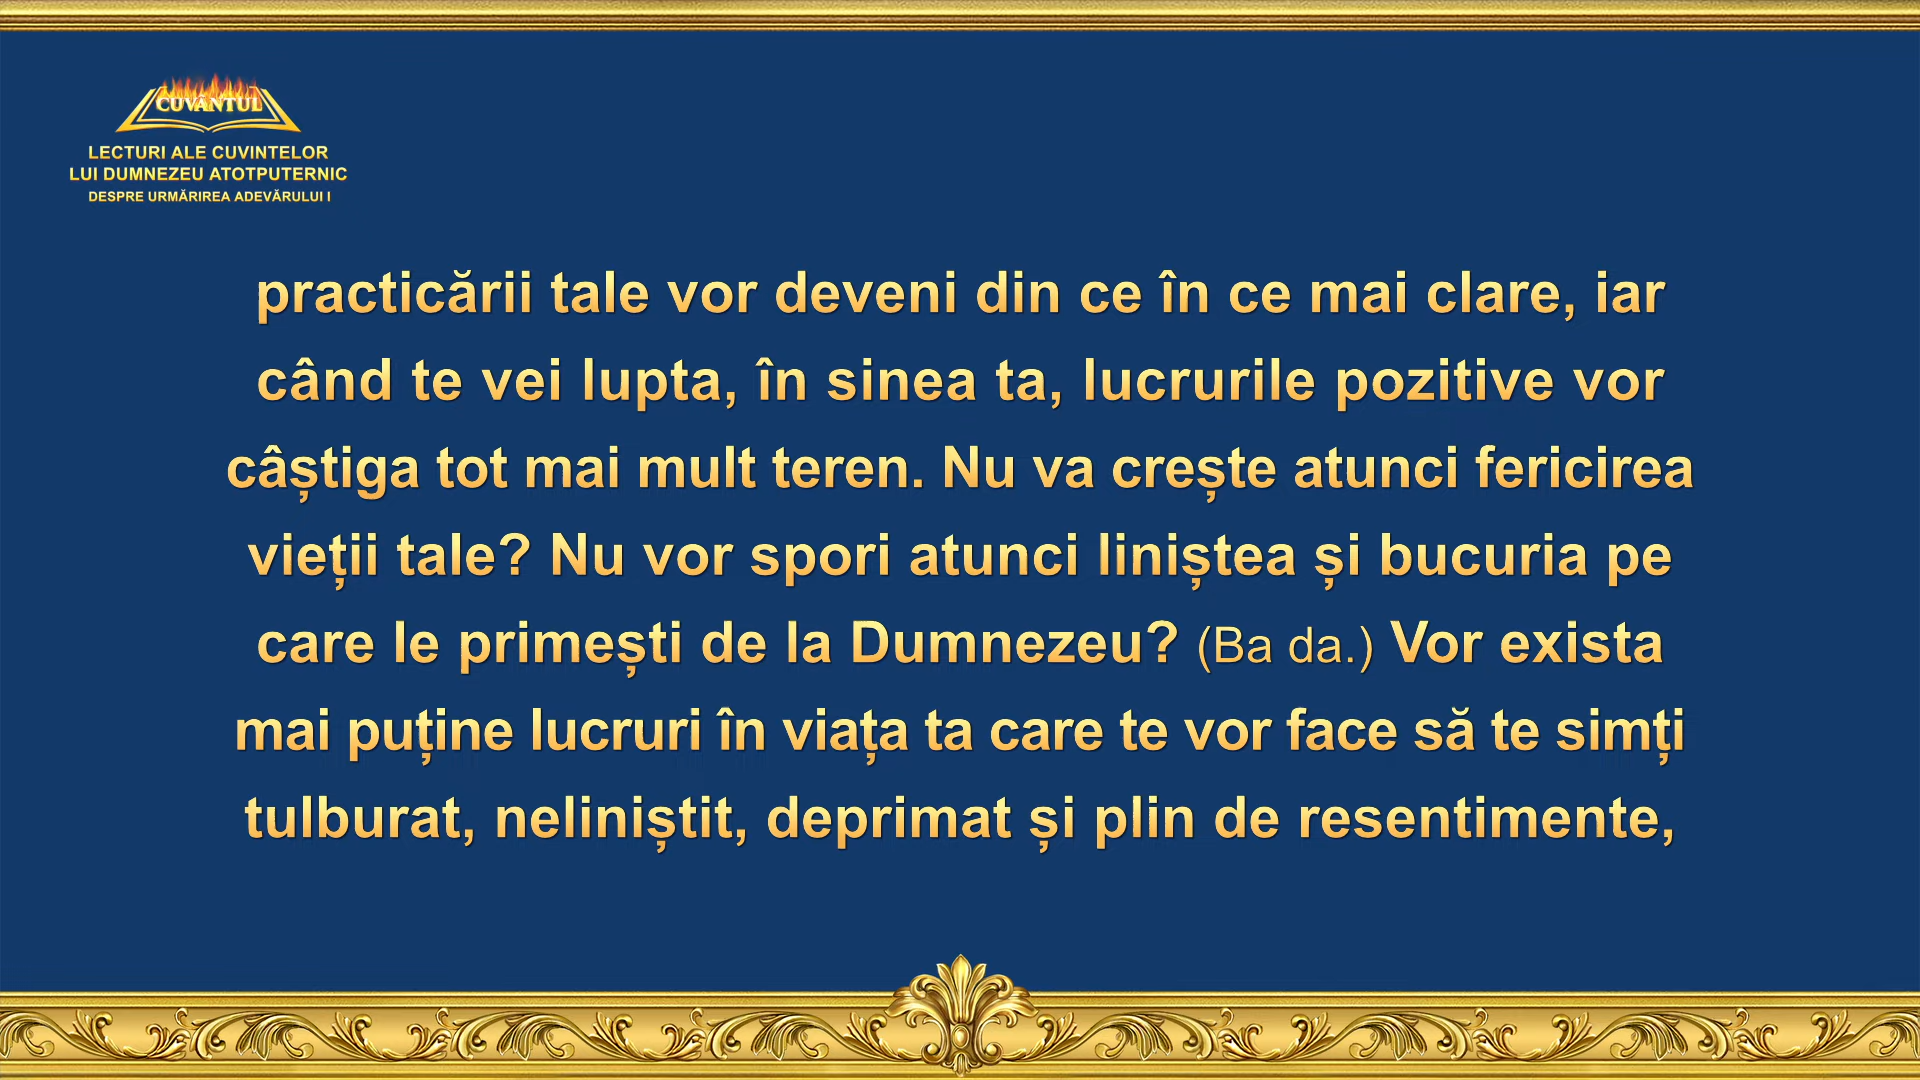 CUVÂNTUL
LECTURI ALE CUVINTELOR
LUI DUMNEZEU ATOTPUTERNIC
DESPRE URMĂRIREA ADEVĂRULUI I
practicării tale vor deveni din ce în ce mai clare, iar
când te vei lupta, în sinea ta, lucrurile pozitive vor
câștiga tot mai mult teren. Nu va crește atunci fericirea
vieții tale? Nu vor spori atunci liniștea și bucuria pe
care le primești de la Dumnezeu? (Ba da.) Vor exista
mai puține lucruri în viața ta care te vor face să te simți
tulburat, neliniștit, deprimat și plin de resentimente,